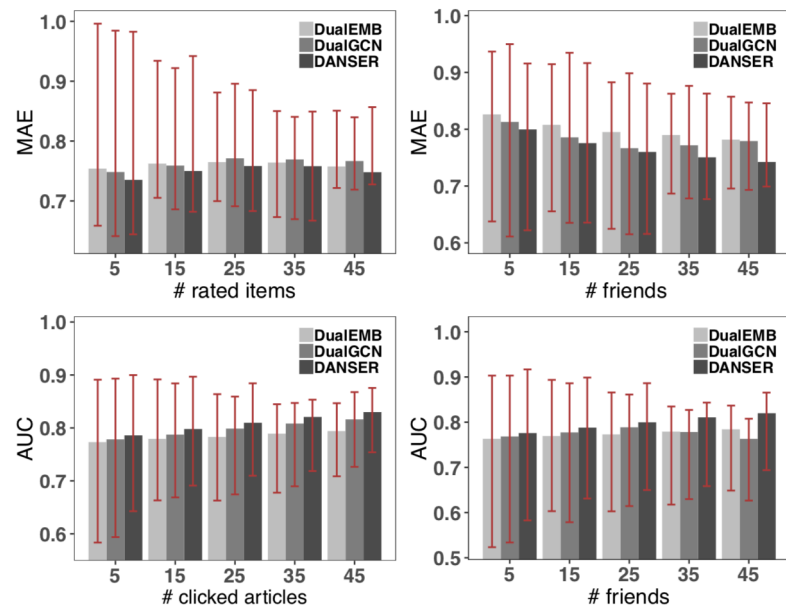 1.0
0.9
0.8
0.7
MAE
DualEMB
DualGCN
DANSER
5 15 25 35 45
# rated items
1.0
0.9
0.8
0.7
0.6
MAE
DualEMB
DualGCN
DANSER
5 15 25 35 45
# friends
1.0
0.9
0.8
0.7
0.6
AUC
DualEMB
DualGCN
DANSER
5 15 25 35 45
# clicked articles
1.0
0.9
0.8
0.7
0.6
0.5
AUC
DualEMB
DualGCN
DANSER
5 15 25 35 45
# friends